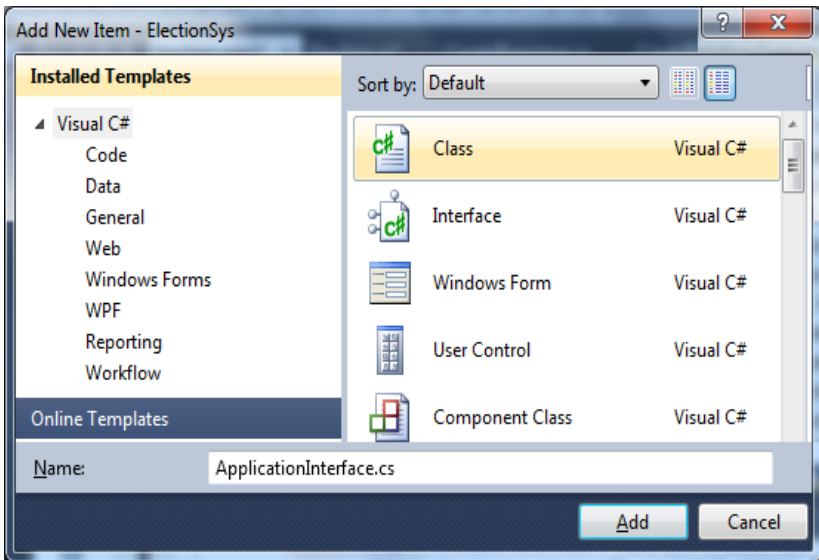 Add New Item - ElectionSys
Installed Templates
Visual C#
Code
Data
General
Web
Windows Forms
WPF
Reporting
Workflow
Online Templates
Sort by: Default
Class Visual C#
Interface Visual C#
Windows Form Visual C#
User Control Visual C#
Component Class Visual C#
Name: ApplicationInterface.cs
Add Cancel